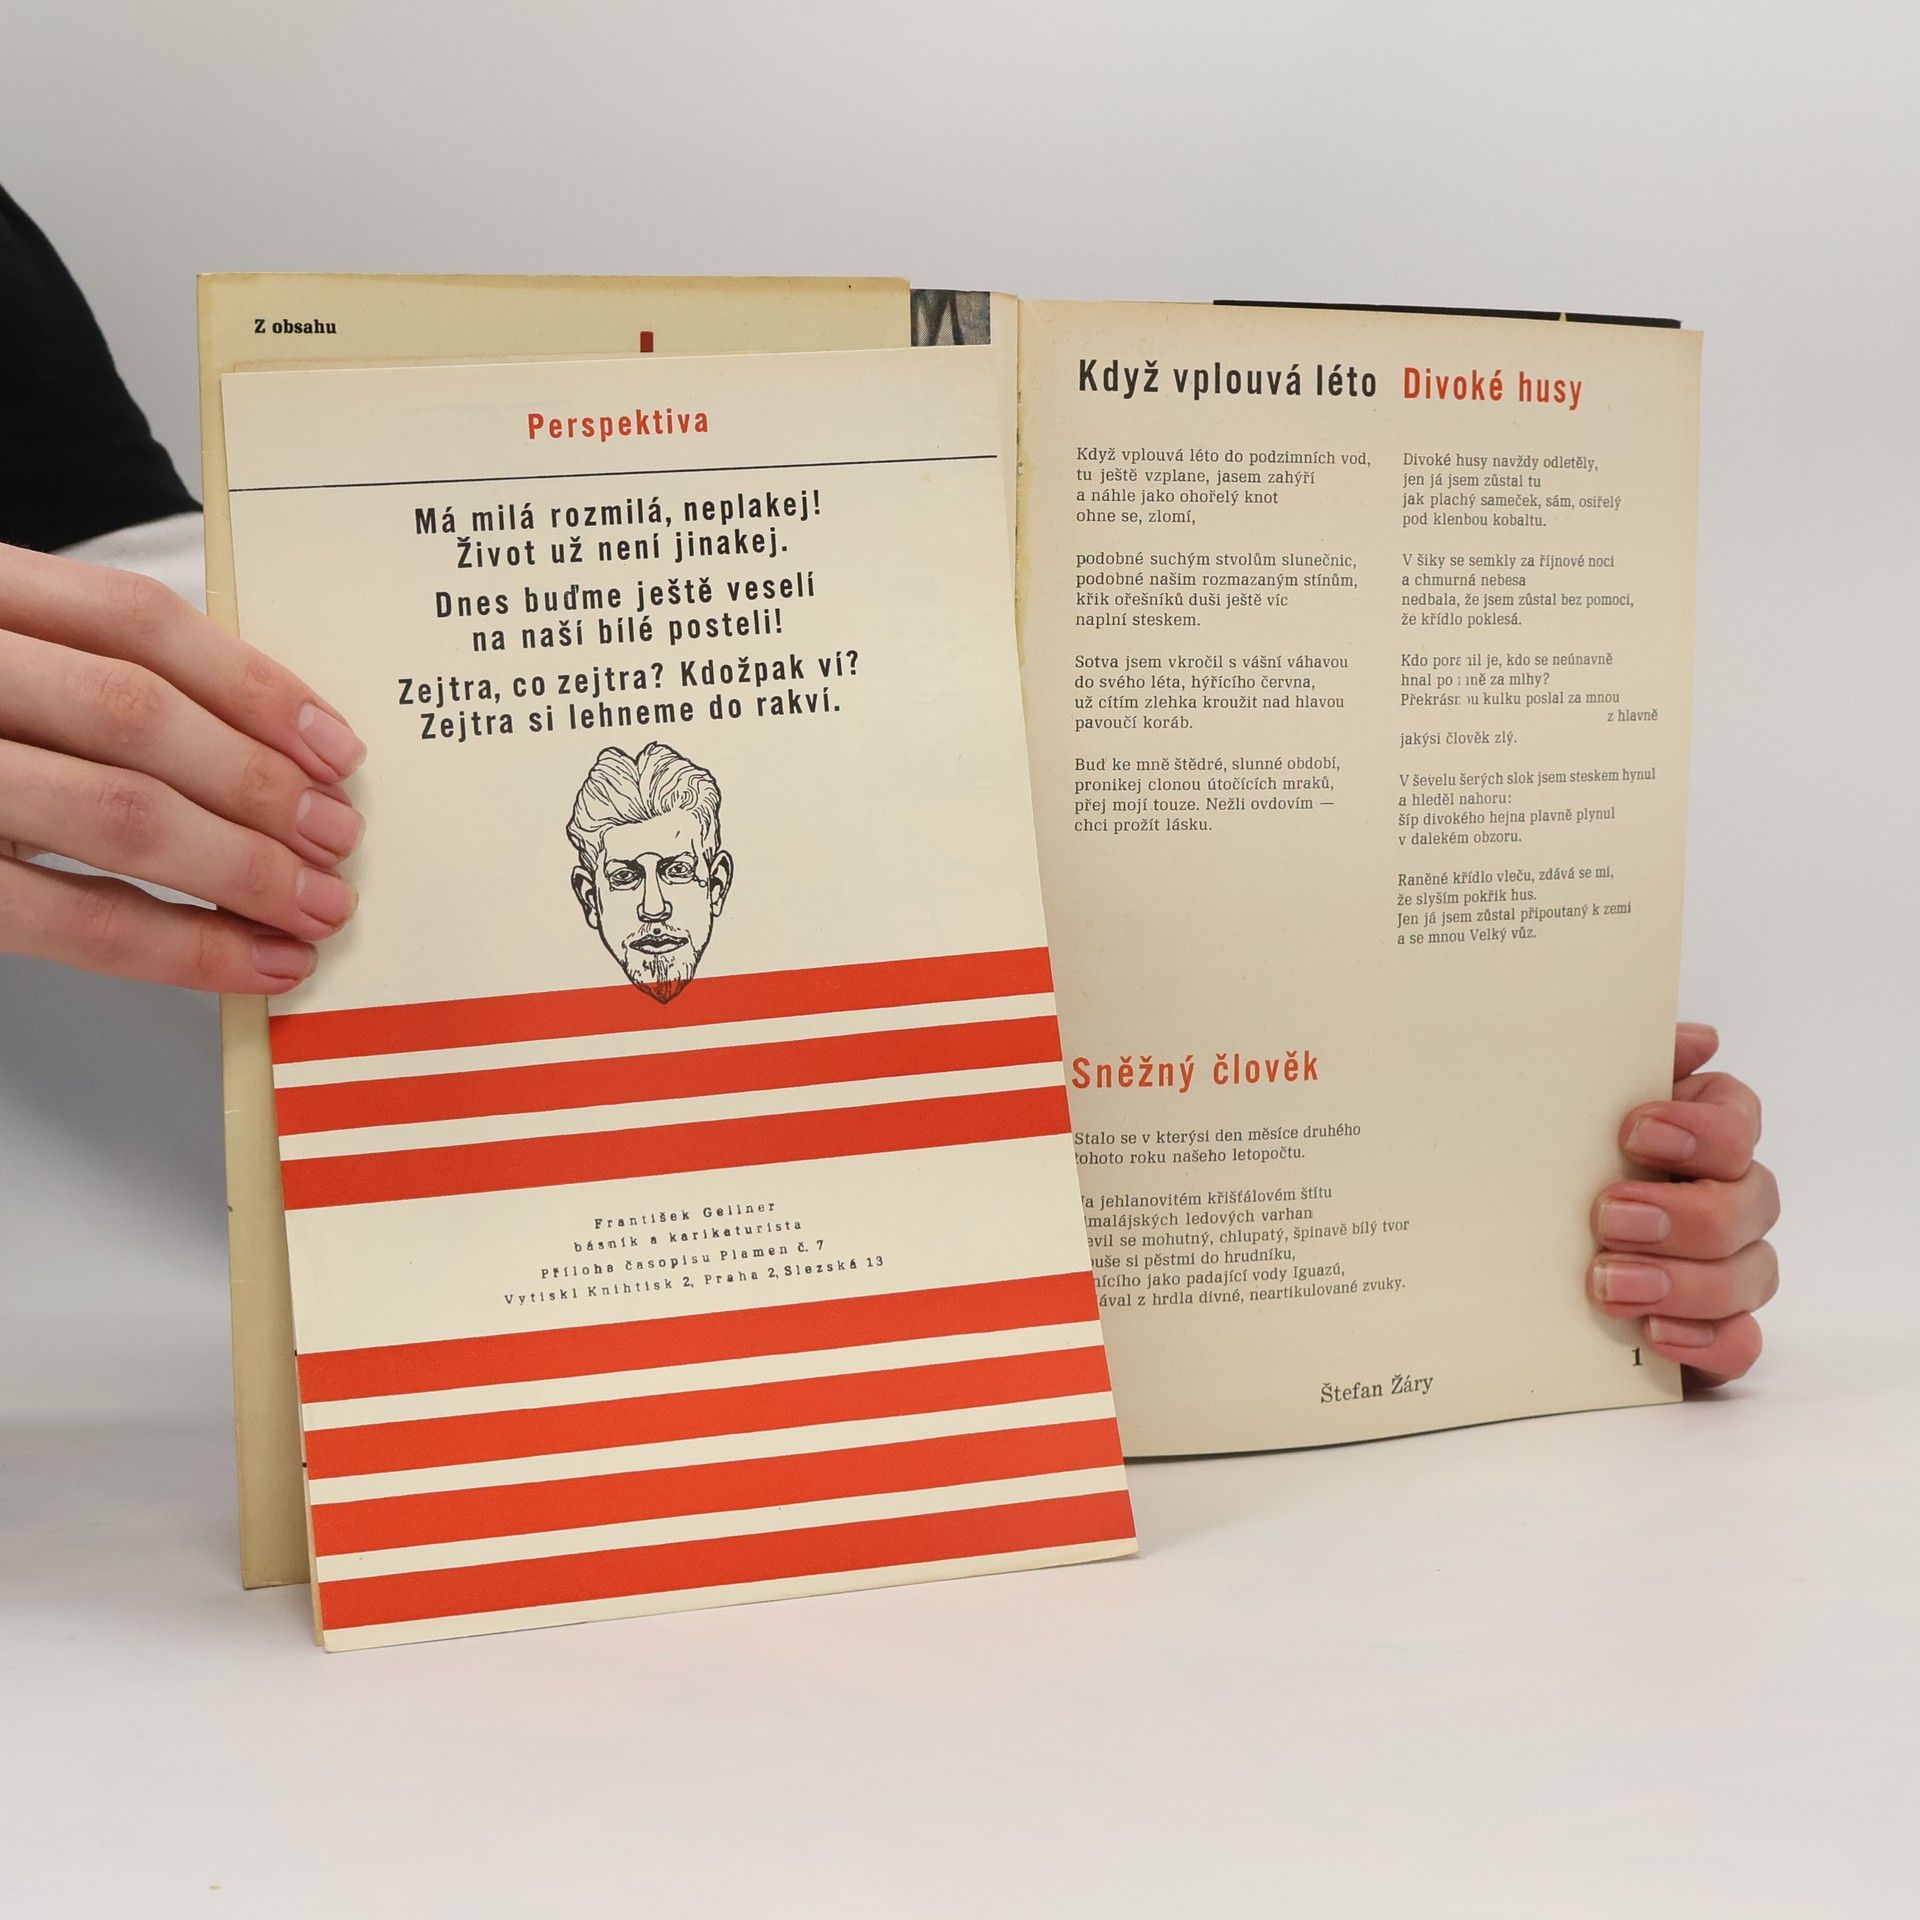 Z obsahu
Perspektiva
Má milá rozmilá, neplakej!
Život už není jinakej.
Dnes buďme ještě veselí
na naší bílé posteli!
Zejtra, co zejtra? Kdožpak ví?
Zejtra si lehneme do rakví.
František Gellner
básník a karikaturista
Příloha časopisu Plamen č. 7
Vytiskl Knihtisk 2, Praha 2, Slezská 13
Když vplouvá léto
Když vplouvá léto do podzimních vod,
tu ještě vzplane, jasem zahýří
a náhle jako ohořelý knot
ohne se, zlomí,
podobné suchým stvolům slunečnic,
podobné našim rozmazaným stínům,
křik ořešníků duši ještě víc
naplní steskem.
Sotva jsem vkročil s vášní váhavou
do svého léta, hýřícího června,
už cítím zlehka kroužit nad hlavou
pavoučí koráb.
Buď ke mně štědré, slunné období,
pronikej clonou útočících mraků,
přej mojí touze. Nežli ovdovím —
chci prožít lásku.
Divoké husy
Divoké husy navždy odletěly,
jen já jsem zůstal tu
jak plachý sameček, sám, osiřelý
pod klenbou kobaltu.
V šiky se semkly za říjnové noci
a chmurná nebesa
nedbala, že jsem zůstal bez pomoci,
že křídlo poklesá.
Kdo poranil je, kdo se neúnavně
hnal po mně za mlhy?
Překrásnou kulku poslal za mnou
z hlavně
jakýsi člověk zlý.
V ševelu šerých slok jsem steskem hynul
a hleděl nahoru:
šíp divokého hejna plavně plynul
v dalekém obzoru.
Raněné křídlo vleču, zdává se mi,
že slyším pokřik hus.
Jen já jsem zůstal připoutaný k zemi
a se mnou Velký vůz.
Sněžný člověk
Stalo se v kterýsi den měsíce druhého
tohoto roku našeho letopočtu.
jehlanovitém křišťálovém štítu
ledových varhan
se mohutný, chlupatý, špinavě bílý tvor
si pěstmi do hrudníku,
jako padající vody Iguazú,
z hrdla divné, neartikulované zvuky.
1
Štefan Žáry